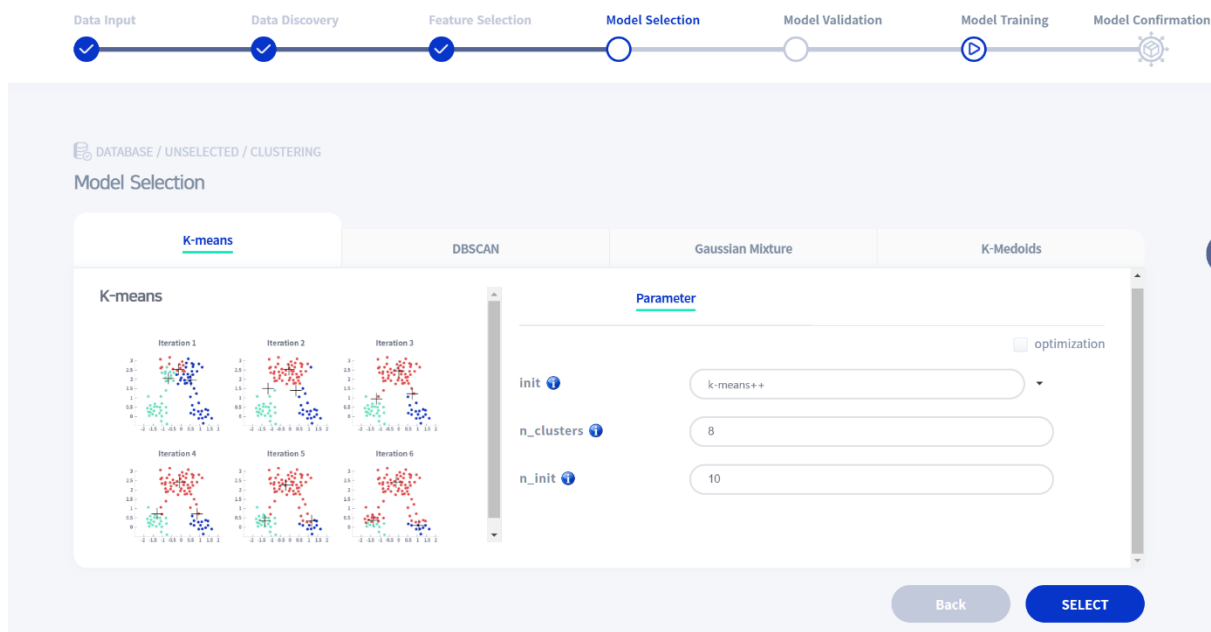 Data Input Data Discovery Feature Selection Model Selection Model Validation Model Training Model Confirmation
DATABASE / UNSELECTED / CLUSTERING
Model Selection
K-means DBSCAN Gaussian Mixture K-Medoids
K-means
Parameter
Iteration 1 Iteration 2 Iteration 3
optimization
init k-means++
n_clusters 8
Iteration 4 Iteration 5 Iteration 6
n_init 10
Back SELECT